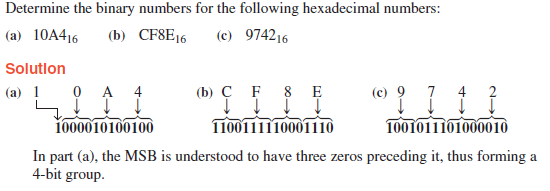 Determine the binary numbers for the following hexadecimal numbers:
(a) 10A4₁₆ (b) CF8E₁₆ (c) 9742₁₆
Solution
(a) 1 0 A 4 (b) C F 8 E (c) 9 7 4 2
1000010100100 1100111110001110 1001011101000010
In part (a), the MSB is understood to have three zeros preceding it, thus forming a
4-bit group.